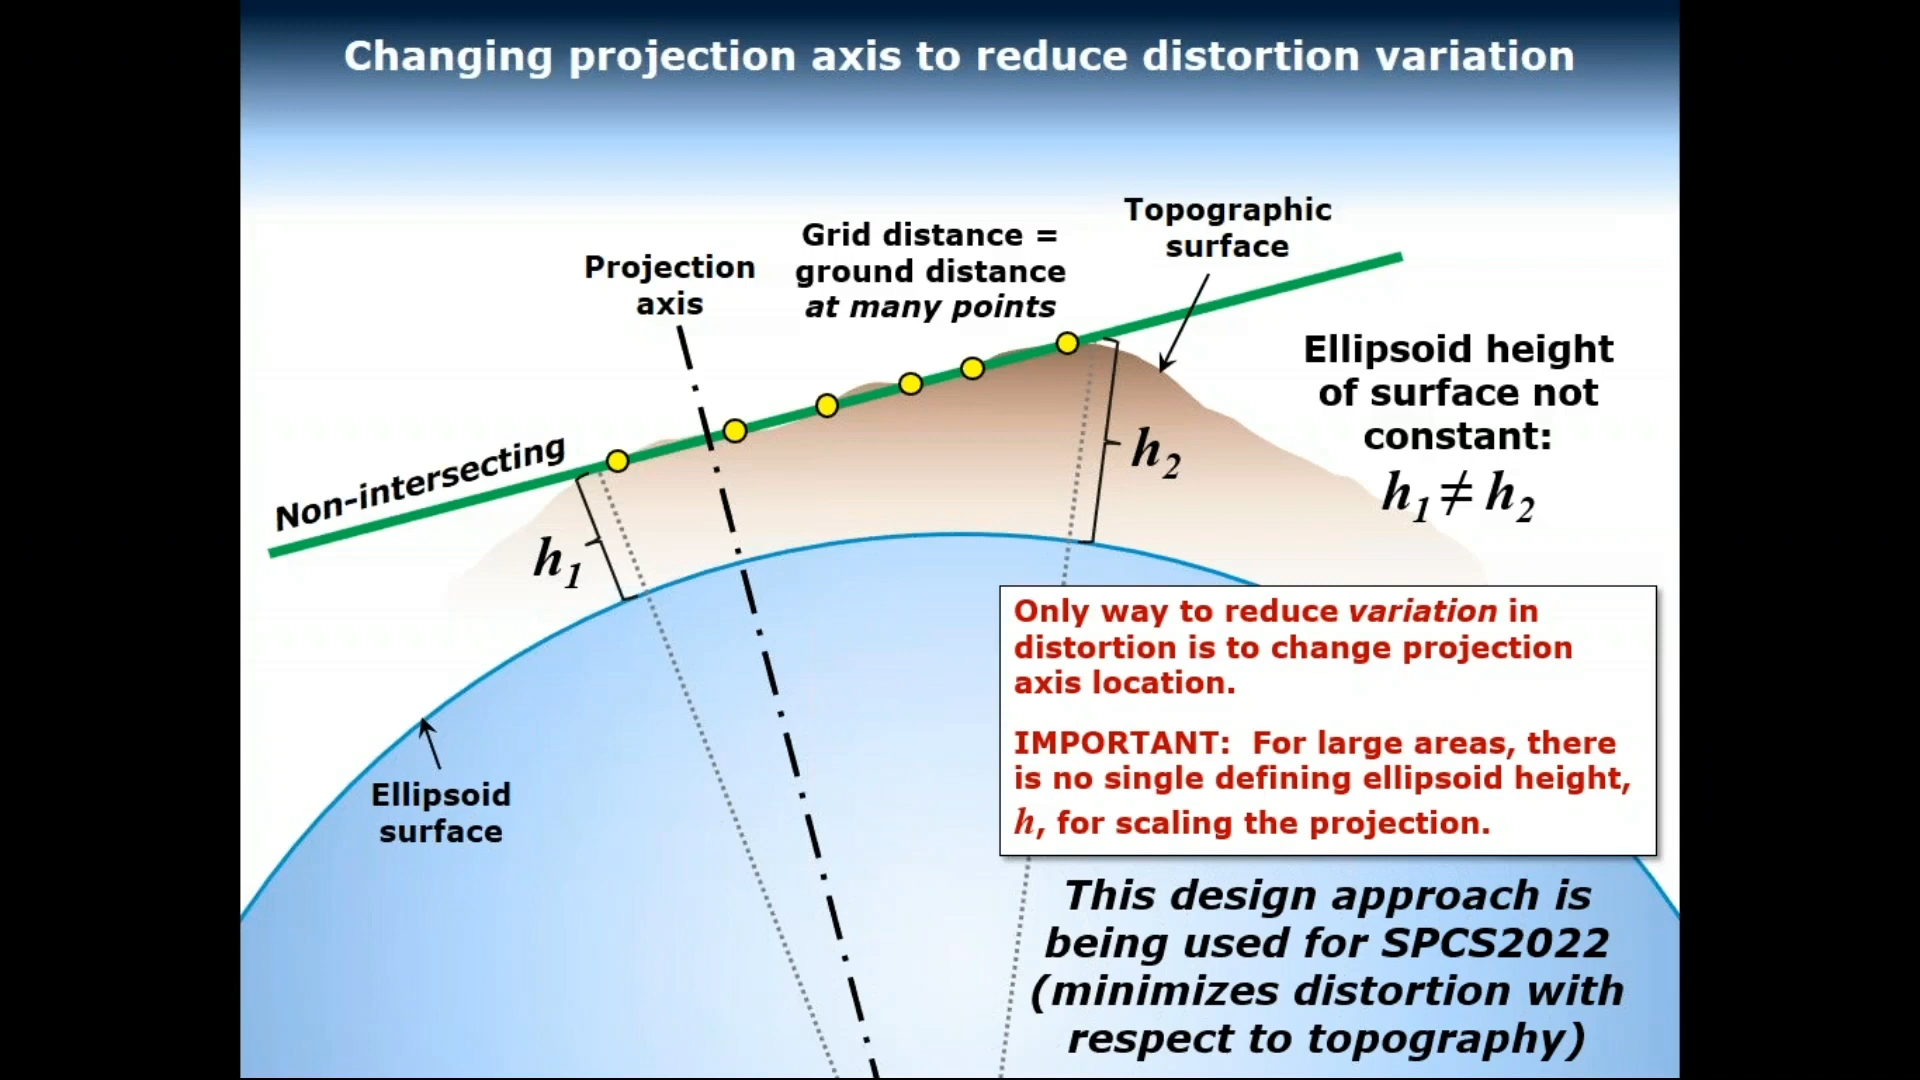 Changing projection axis to reduce distortion variation
Topographic
surface
Grid distance =
ground distance
at many points
Projection
axis
Ellipsoid height
of surface not
constant:
h1 ≠ h2
Non-intersecting
h2
h1
Only way to reduce variation in
distortion is to change projection
axis location.
IMPORTANT: For large areas, there
is no single defining ellipsoid height,
h, for scaling the projection.
Ellipsoid
surface
This design approach is
being used for SPCS2022
(minimizes distortion with
respect to topography)